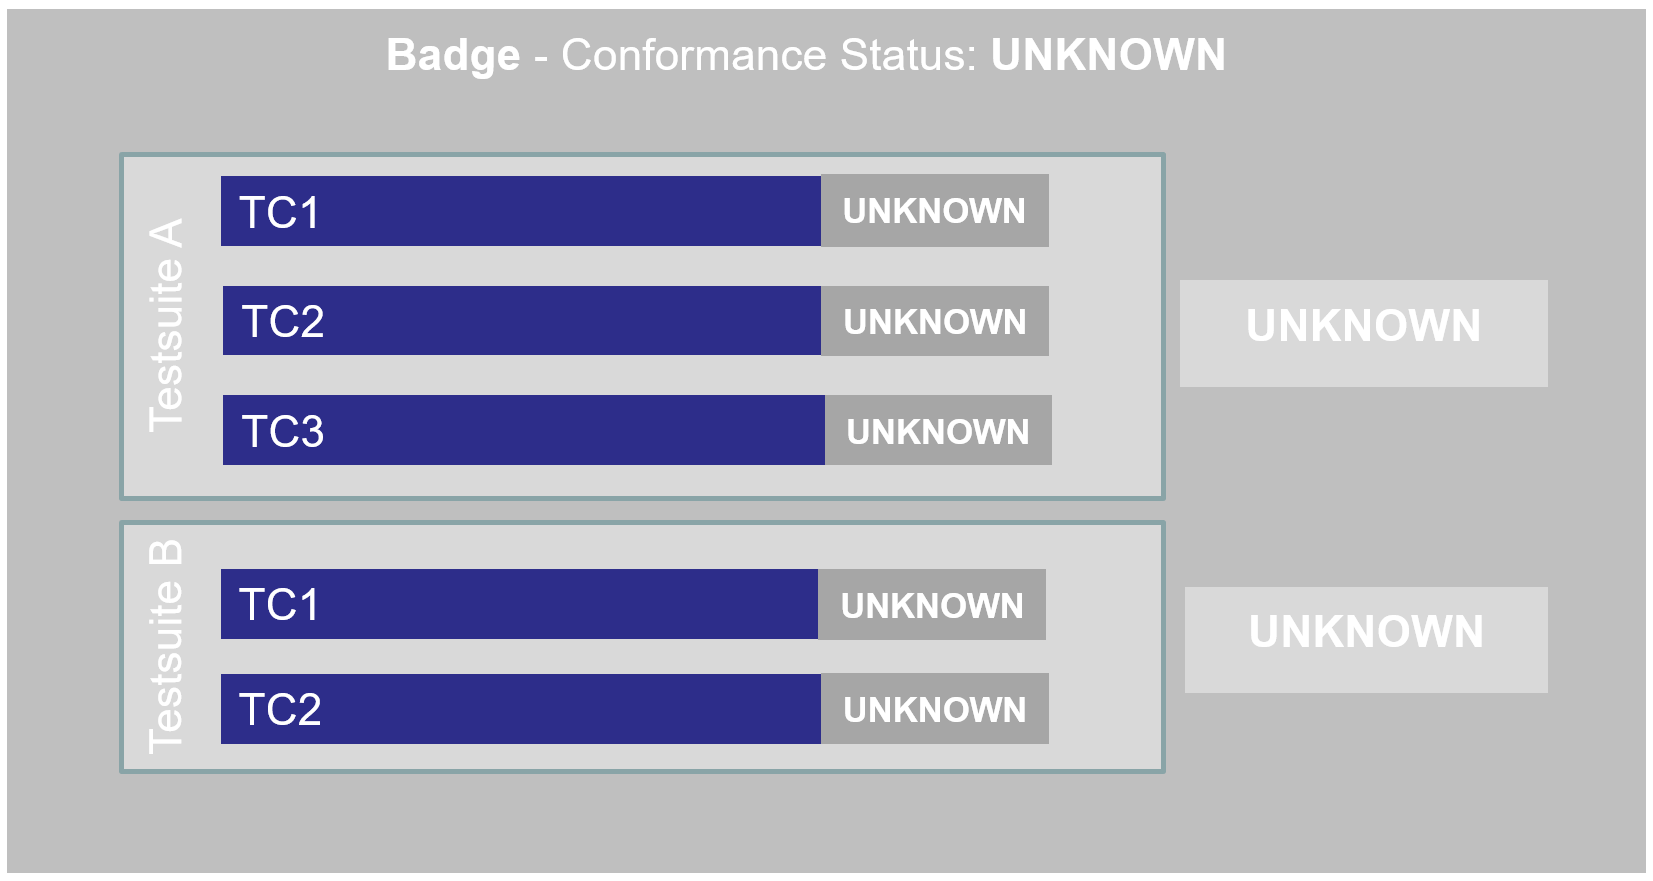 Badge - Conformance Status: UNKNOWN
Testsuite A
TC1 UNKNOWN
TC2 UNKNOWN
TC3 UNKNOWN
UNKNOWN
Testsuite B
TC1 UNKNOWN
TC2 UNKNOWN
UNKNOWN